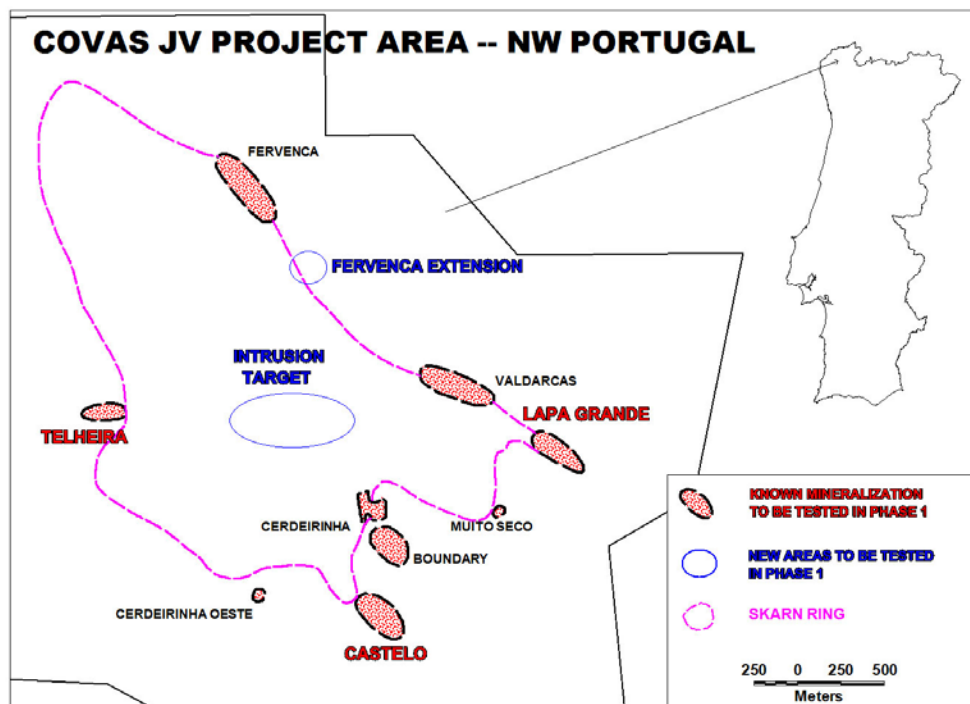 COVAS JV PROJECT AREA -- NW PORTUGAL
FERVENCA
FERVENCA EXTENSION
INTRUSION
TARGET
VALDARCAS
LAPA GRANDE
TELHEIRA
CERDEIRINHA
MUITO SECO
BOUNDARY
CERDEIRINHA OESTE
CASTELO
KNOWN MINERALIZATION
TO BE TESTED IN PHASE 1
NEW AREAS TO BE TESTED
IN PHASE 1
SKARN RING
250 0 250 500
Meters